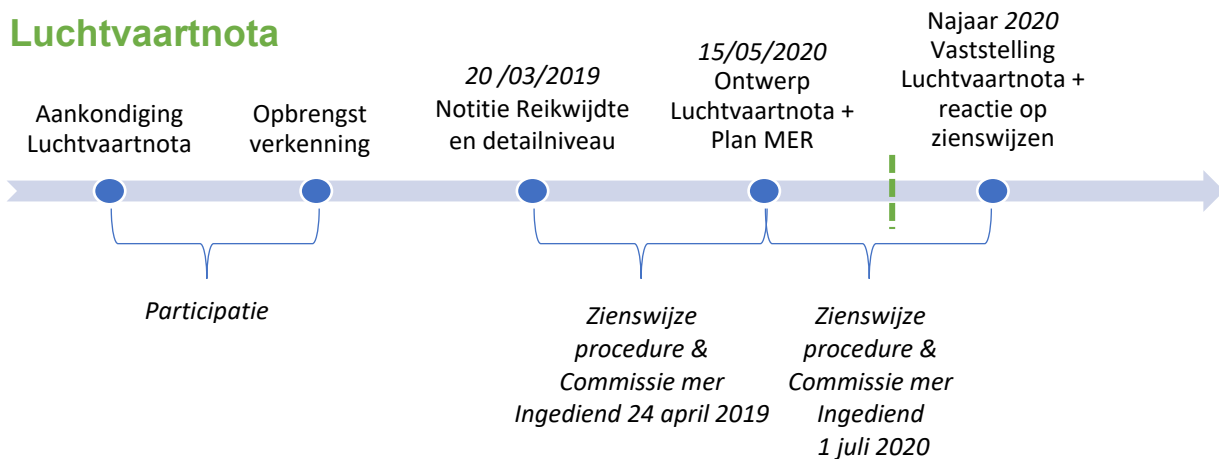 Luchtvaartnota
Aankondiging
Luchtvaartnota
Opbrengst
verkenning
20 /03/2019
Notitie Reikwijdte
en detailniveau
15/05/2020
Ontwerp
Luchtvaartnota +
Plan MER
Najaar 2020
Vaststelling
Luchtvaartnota +
reactie op
zienswijzen
Participatie
Zienswijze
procedure &
Commissie mer
Ingediend 24 april 2019
Zienswijze
procedure &
Commissie mer
Ingediend
1 juli 2020